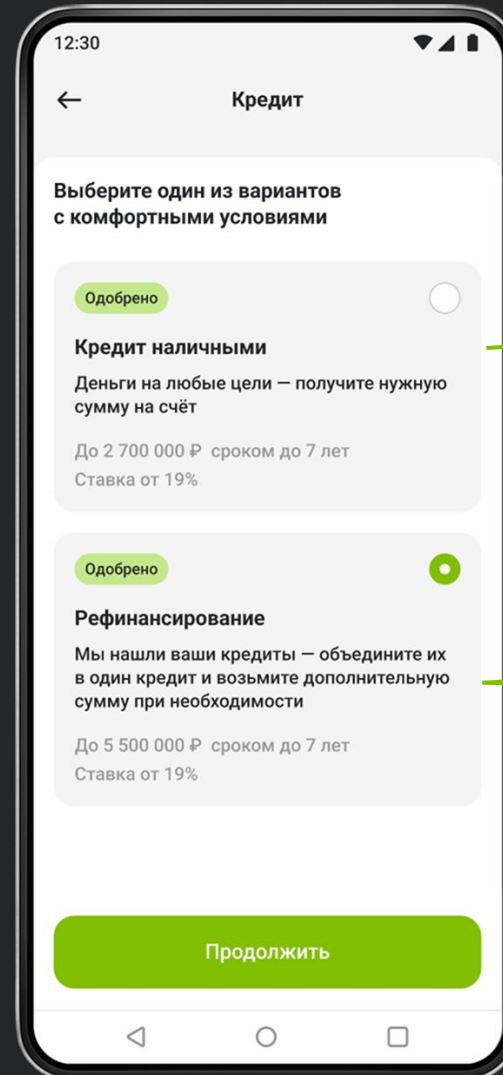 12:30
Кредит
Выберите один из вариантов
с комфортными условиями
Одобрено
Кредит наличными
Деньги на любые цели — получите нужную
сумму на счёт
До 2 700 000 ₽ сроком до 7 лет
Ставка от 19%
Одобрено
Рефинансирование
Мы нашли ваши кредиты — объедините их
в один кредит и возьмите дополнительную
сумму при необходимости
До 5 500 000 ₽ сроком до 7 лет
Ставка от 19%
Продолжить